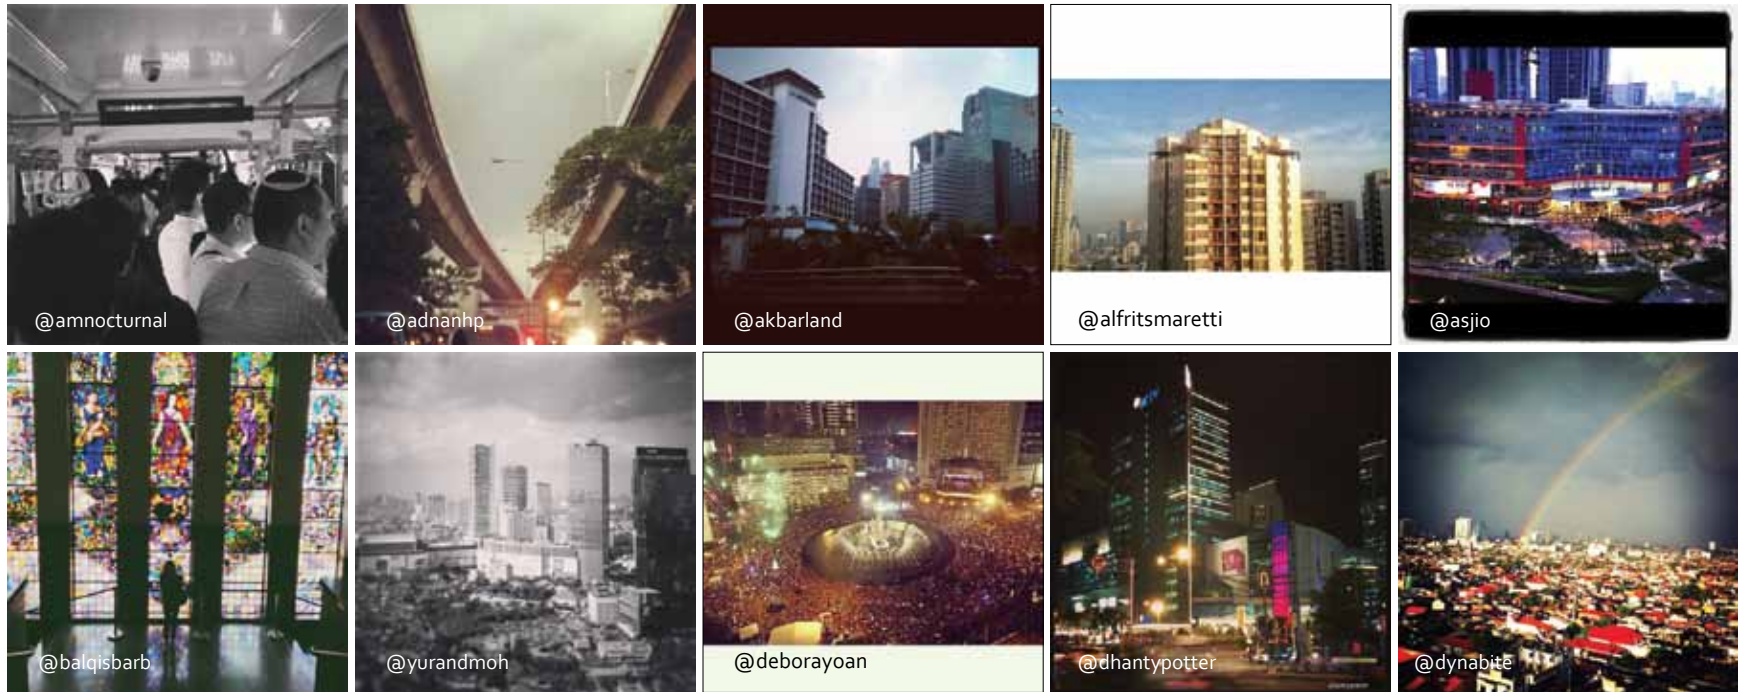 @amnocturnal
@adnanhp
@akbarland
@alfritsmaretti
@asjio
@balqisbarb
@yurandmoh
@deborayoan
@dhantypotter
@dynabite